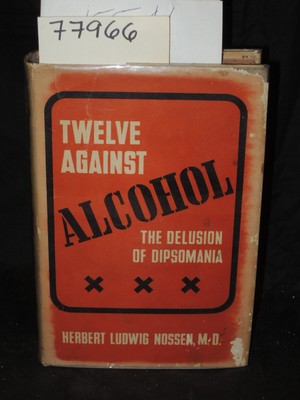 77966
TWELVE
AGAINST
ALCOHOL
THE DELUSION
OF DIPSOMANIA
× × ×
HERBERT LUDWIG NOSSEN, M.D.